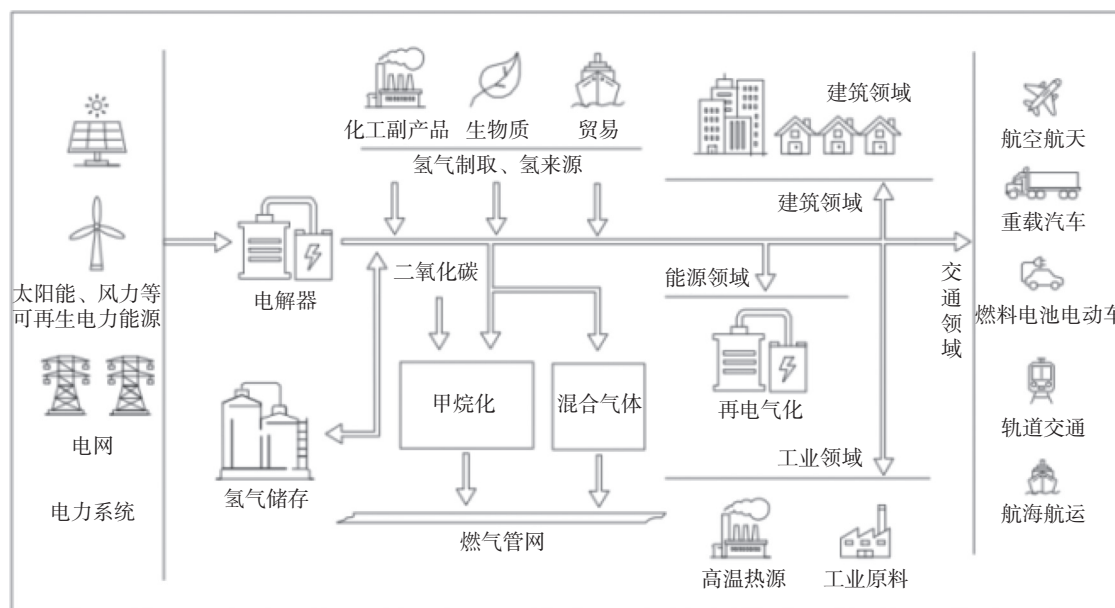 太阳能、风力等
可再生电力能源
电网
电力系统
电解器
氢气储存
化工副产品
生物质
贸易
氢气制取、氢来源
二氧化碳
甲烷化
混合气体
燃气管网
建筑领域
建筑领域
能源领域
再电气化
工业领域
高温热源
工业原料
交通领域
航空航天
重载汽车
燃料电池电动车
轨道交通
航海航运